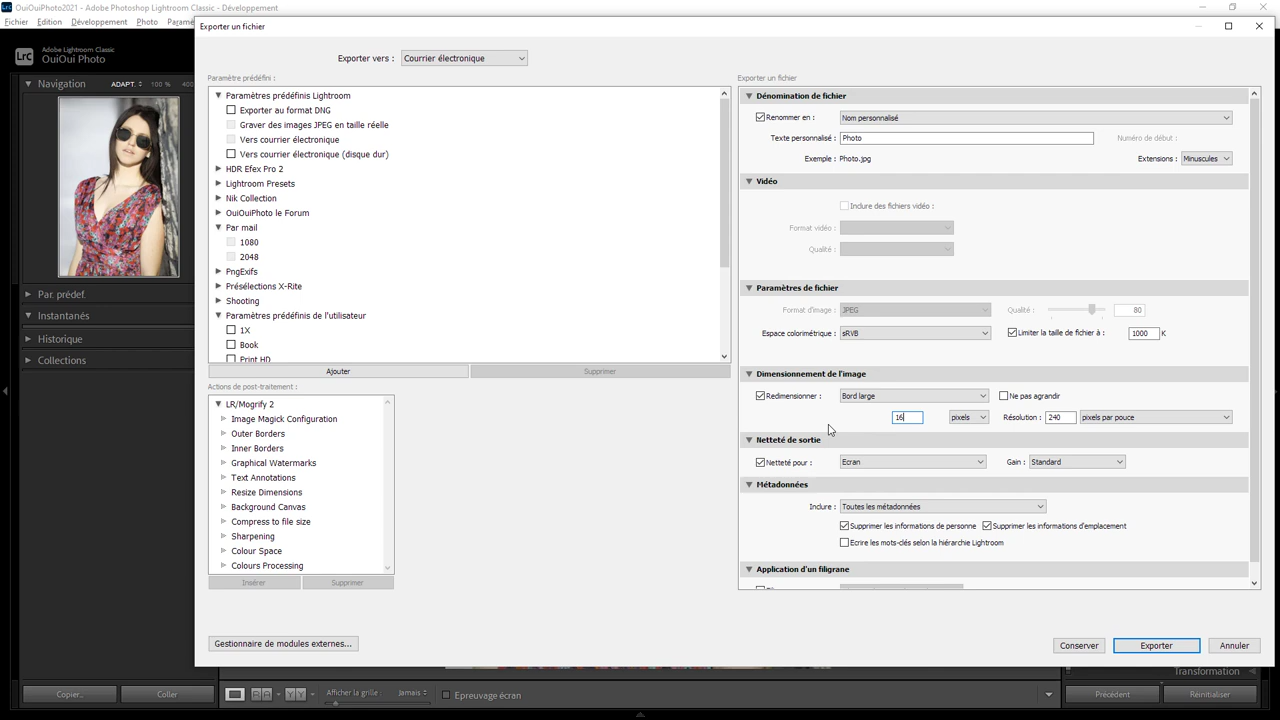 OuiOuiPhoto2021 - Adobe Photoshop Lightroom Classic - Développement
Fichier Edition Développement Photo
Adobe Lightroom Classic
OuiOui Photo
Lrc
Navigation ADAPT. 100 %
Par. prédef.
Instantanés
Historique
Collections
Copier... Coller
Exporter un fichier
Exporter vers : Courrier électronique
Paramètre prédéfini :
Paramètres prédéfinis Lightroom
Exporter au format DNG
Graver des images JPEG en taille réelle
Vers courrier électronique
Vers courrier électronique (disque dur)
HDR Efex Pro 2
Lightroom Presets
Nik Collection
OuiOuiPhoto le Forum
Par mail
1080
2048
PngExifs
Présélections X-Rite
Shooting
Paramètres prédéfinis de l'utilisateur
1X
Book
Print HD
Ajouter Supprimer
Actions de post-traitement :
LR/Mogrify 2
Image Magick Configuration
Outer Borders
Inner Borders
Graphical Watermarks
Text Annotations
Resize Dimensions
Background Canvas
Compress to file size
Sharpening
Colour Space
Colours Processing
Insérer Supprimer
Gestionnaire de modules externes...
Exporter un fichier
Dénomination de fichier
Renommer en : Nom personnalisé
Texte personnalisé : Photo Numéro de début :
Exemple : Photo.jpg Extensions : Minuscules
Vidéo
Inclure des fichiers vidéo :
Format vidéo :
Qualité :
Paramètres de fichier
Format d'image : JPEG Qualité : 80
Espace colorimétrique : sRVB Limiter la taille de fichier à : 1000 K
Dimensionnement de l'image
Redimensionner : Bord large Ne pas agrandir
16 pixels Résolution : 240 pixels par pouce
Netteté de sortie
Netteté pour : Ecran Gain : Standard
Métadonnées
Inclure : Toutes les métadonnées
Supprimer les informations de personne Supprimer les informations d'emplacement
Ecrire les mots-clés selon la hiérarchie Lightroom
Application d'un filigrane
Conserver Exporter Annuler
Transformation
Afficher la grille : Jamais Epreuvage écran
Précédent Réinitialiser